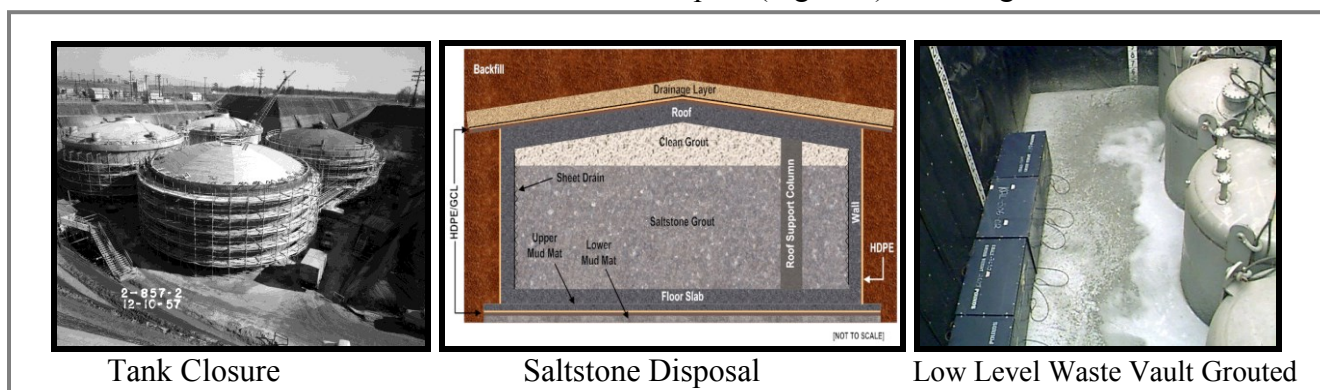 2-857-2
12-10-57
Backfill
Drainage Layer
Roof
Clean Grout
Sheet Drain
HDPE/GCL
Saltstone Grout
Roof Support Column
Wall
Upper
Mud Mat
Lower
Mud Mat
HDPE
Floor Slab
[NOT TO SCALE]
Tank Closure
Saltstone Disposal
Low Level Waste Vault Grouted